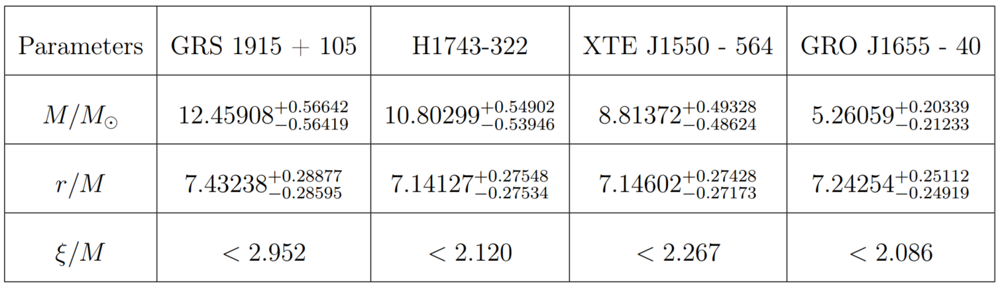 Parameters GRS 1915 + 105 H1743-322 XTE J1550 - 564 GRO J1655 - 40
M/M⊙ 12.45908^{+0.56642}_{−0.56419} 10.80299^{+0.54902}_{−0.53946} 8.81372^{+0.49328}_{−0.48624} 5.26059^{+0.20339}_{−0.21233}
r/M 7.43238^{+0.28877}_{−0.28595} 7.14127^{+0.27548}_{−0.27534} 7.14602^{+0.27428}_{−0.27173} 7.24254^{+0.25112}_{−0.24919}
ξ/M < 2.952 < 2.120 < 2.267 < 2.086